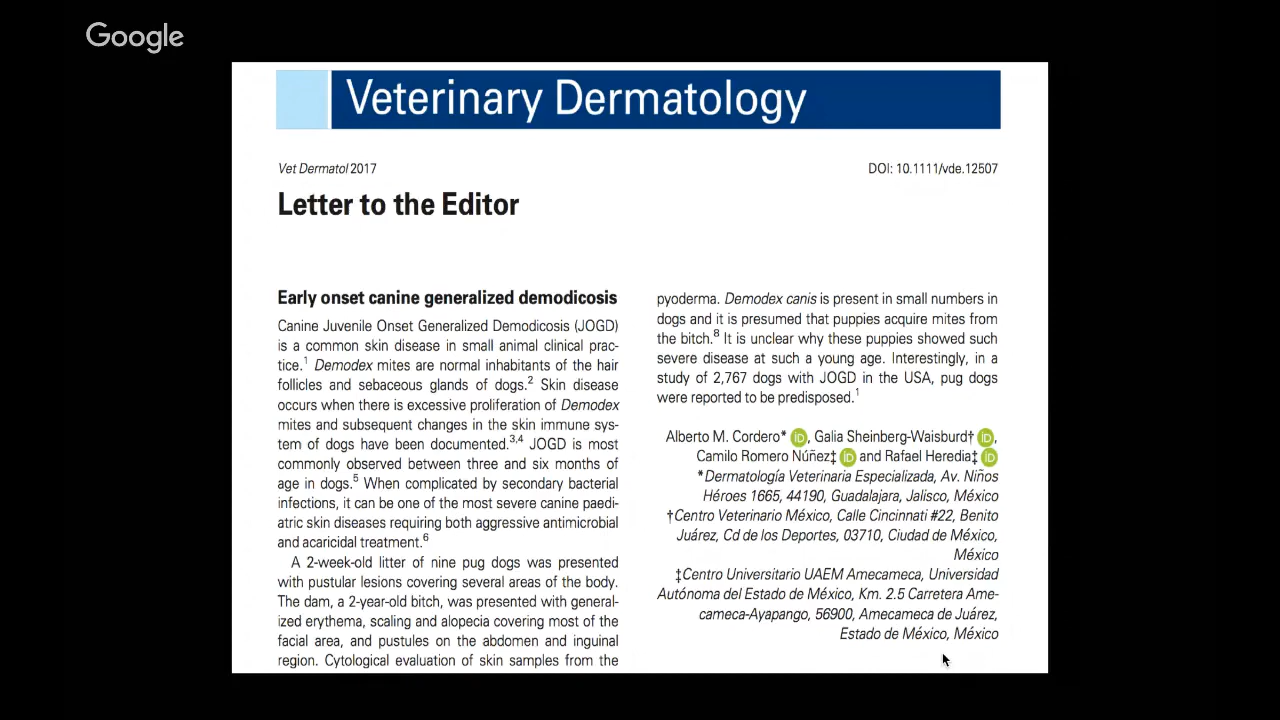 Google
Veterinary Dermatology
Vet Dermatol 2017
DOI: 10.1111/vde.12507
Letter to the Editor
Early onset canine generalized demodicosis
Canine Juvenile Onset Generalized Demodicosis (JOGD)
is a common skin disease in small animal clinical prac-
tice.1 Demodex mites are normal inhabitants of the hair
follicles and sebaceous glands of dogs.2 Skin disease
occurs when there is excessive proliferation of Demodex
mites and subsequent changes in the skin immune sys-
tem of dogs have been documented.3,4 JOGD is most
commonly observed between three and six months of
age in dogs.5 When complicated by secondary bacterial
infections, it can be one of the most severe canine paedi-
atric skin diseases requiring both aggressive antimicrobial
and acaricidal treatment.6
A 2-week-old litter of nine pug dogs was presented
with pustular lesions covering several areas of the body.
The dam, a 2-year-old bitch, was presented with general-
ized erythema, scaling and alopecia covering most of the
facial area, and pustules on the abdomen and inguinal
region. Cytological evaluation of skin samples from the
pyoderma. Demodex canis is present in small numbers in
dogs and it is presumed that puppies acquire mites from
the bitch.8 It is unclear why these puppies showed such
severe disease at such a young age. Interestingly, in a
study of 2,767 dogs with JOGD in the USA, pug dogs
were reported to be predisposed.1
Alberto M. Cordero* iD, Galia Sheinberg-Waisburd† iD,
Camilo Romero Núñez‡ iD and Rafael Heredia‡ iD
*Dermatología Veterinaria Especializada, Av. Niños
Héroes 1665, 44190, Guadalajara, Jalisco, México
†Centro Veterinario México, Calle Cincinnati #22, Benito
Juárez, Cd de los Deportes, 03710, Ciudad de México,
México
‡Centro Universitario UAEM Amecameca, Universidad
Autónoma del Estado de México, Km. 2.5 Carretera Ame-
cameca-Ayapango, 56900, Amecameca de Juárez,
Estado de México, México